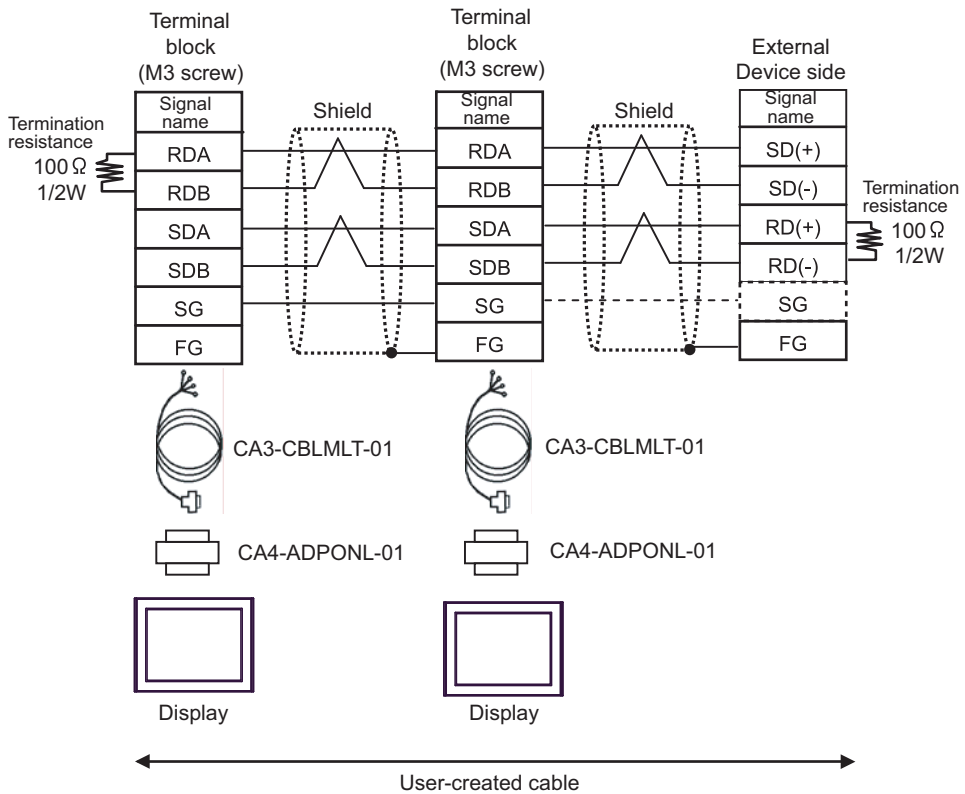 Terminal
block
(M3 screw)
Terminal
block
(M3 screw)
External
Device side
Termination
resistance
100 Ω
1/2W
Signal
name
RDA
RDB
SDA
SDB
SG
FG
Shield
Signal
name
RDA
RDB
SDA
SDB
SG
FG
Shield
Signal
name
SD(+)
SD(-)
RD(+)
RD(-)
SG
FG
Termination
resistance
100 Ω
1/2W
CA3-CBLMLT-01
CA3-CBLMLT-01
CA4-ADPONL-01
CA4-ADPONL-01
Display
Display
User-created cable